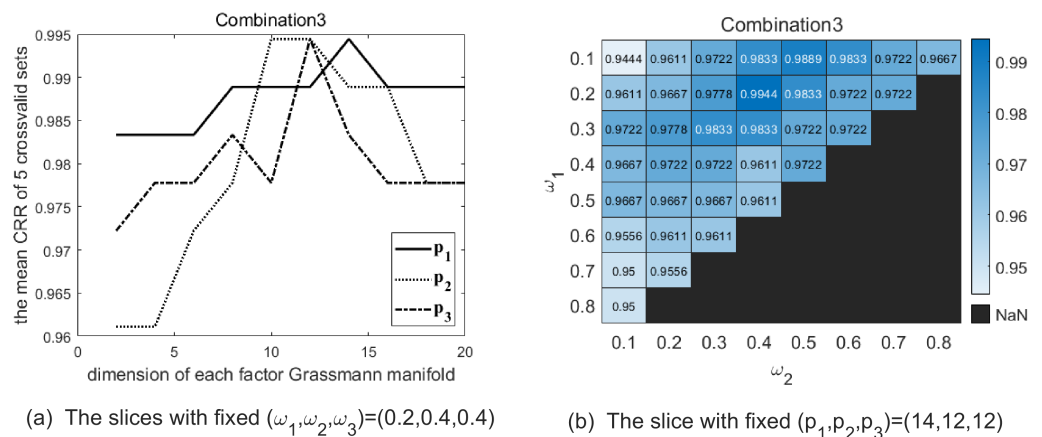 Combination3
0.995
0.99
0.985
0.98
0.975
0.97
0.965
0.96
the mean CRR of 5 crossvalid sets
p1
p2
p3
0 5 10 15 20
dimension of each factor Grassmann manifold
(a) The slices with fixed (ω1,ω2,ω3)=(0.2,0.4,0.4)
Combination3
0.1 0.9444 0.9611 0.9722 0.9833 0.9889 0.9833 0.9722 0.9667
0.2 0.9611 0.9667 0.9778 0.9944 0.9833 0.9722 0.9722
0.3 0.9722 0.9778 0.9833 0.9833 0.9722 0.9722
0.4 0.9667 0.9722 0.9722 0.9611 0.9722
0.5 0.9667 0.9667 0.9667 0.9611
0.6 0.9556 0.9611 0.9611
0.7 0.95 0.9556
0.8 0.95
ω1
0.1 0.2 0.3 0.4 0.5 0.6 0.7 0.8
ω2
0.99
0.98
0.97
0.96
0.95
NaN
(b) The slice with fixed (p1,p2,p3)=(14,12,12)